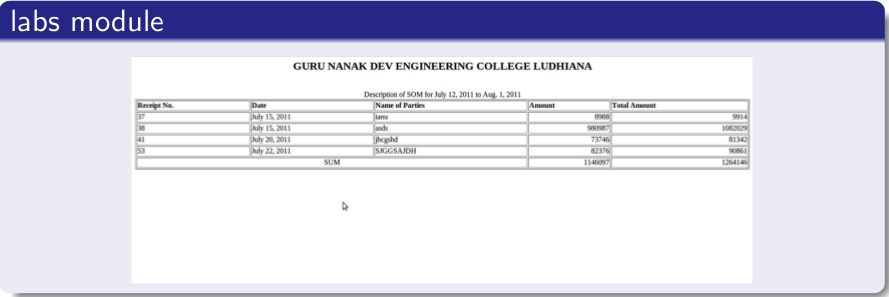 labs module
GURU NANAK DEV ENGINEERING COLLEGE LUDHIANA
Description of SOM for July 12, 2011 to Aug. 1, 2011
Receipt No. Date Name of Parties Amount Total Amount
37 July 15, 2011 tanu 8988 9914
38 July 15, 2011 asds 980987 1082029
41 July 20, 2011 jhcgshd 73746 81342
53 July 22, 2011 SJGGSAJDH 82376 90861
SUM 1146097 1264146